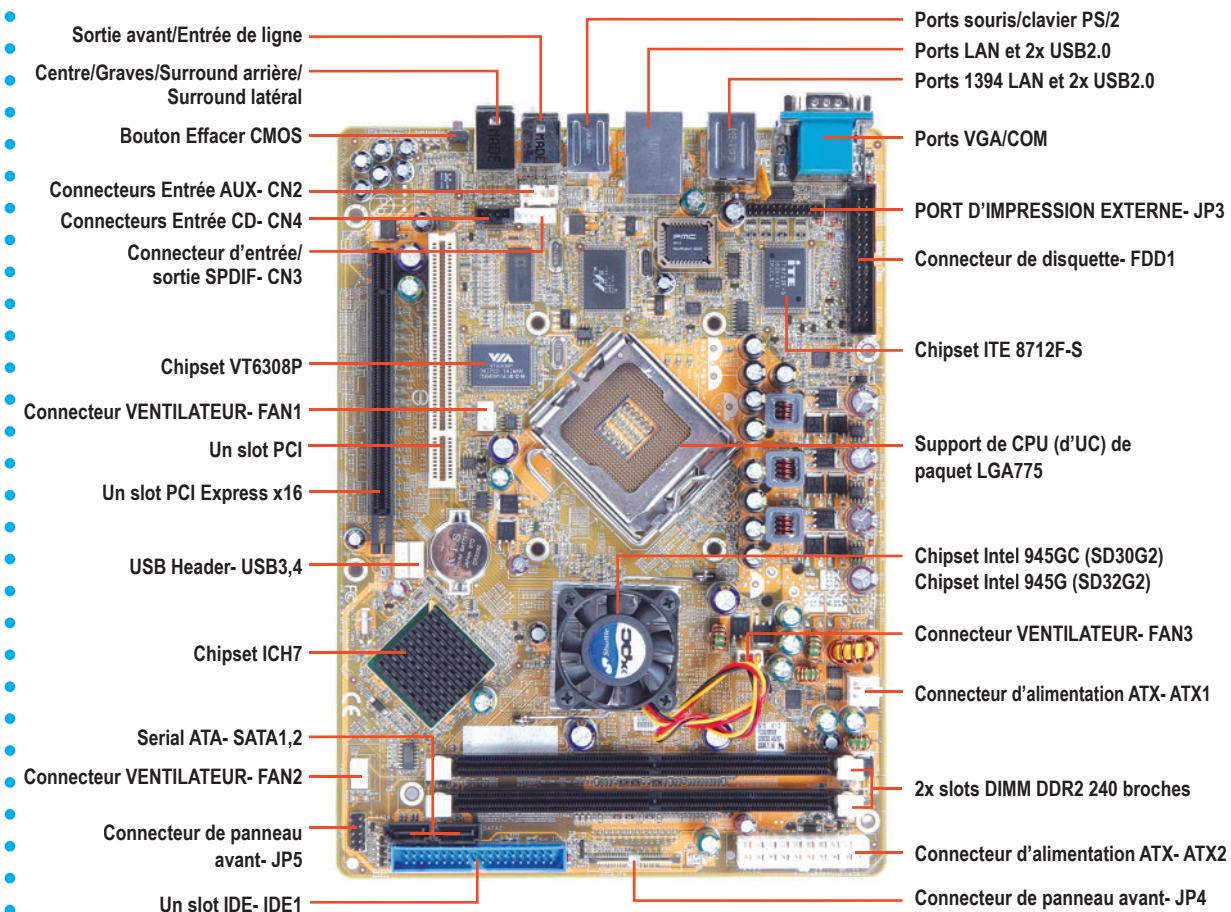 Sortie avant/Entrée de ligne
Centre/Graves/Surround arrière/
Surround latéral
Bouton Effacer CMOS
Connecteurs Entrée AUX- CN2
Connecteurs Entrée CD- CN4
Connecteur d'entrée/
sortie SPDIF- CN3
Chipset VT6308P
Connecteur VENTILATEUR- FAN1
Un slot PCI
Un slot PCI Express x16
USB Header- USB3,4
Chipset ICH7
Serial ATA- SATA1,2
Connecteur VENTILATEUR- FAN2
Connecteur de panneau
avant- JP5
Un slot IDE- IDE1
Ports souris/clavier PS/2
Ports LAN et 2x USB2.0
Ports 1394 LAN et 2x USB2.0
Ports VGA/COM
PORT D'IMPRESSION EXTERNE- JP3
Connecteur de disquette- FDD1
Chipset ITE 8712F-S
Support de CPU (d'UC) de
paquet LGA775
Chipset Intel 945GC (SD30G2)
Chipset Intel 945G (SD32G2)
Connecteur VENTILATEUR- FAN3
Connecteur d'alimentation ATX- ATX1
2x slots DIMM DDR2 240 broches
Connecteur d'alimentation ATX- ATX2
Connecteur de panneau avant- JP4
PMC
iTE
VIA
Shuttle
XPC
CE